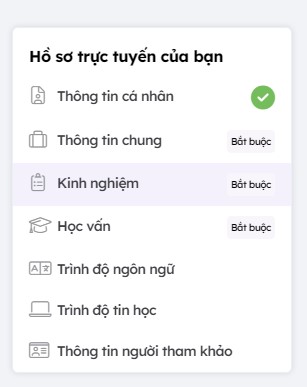 Hồ sơ trực tuyến của bạn
Thông tin cá nhân
Thông tin chung Bắt buộc
Kinh nghiệm Bắt buộc
Học vấn Bắt buộc
Trình độ ngôn ngữ
Trình độ tin học
Thông tin người tham khảo